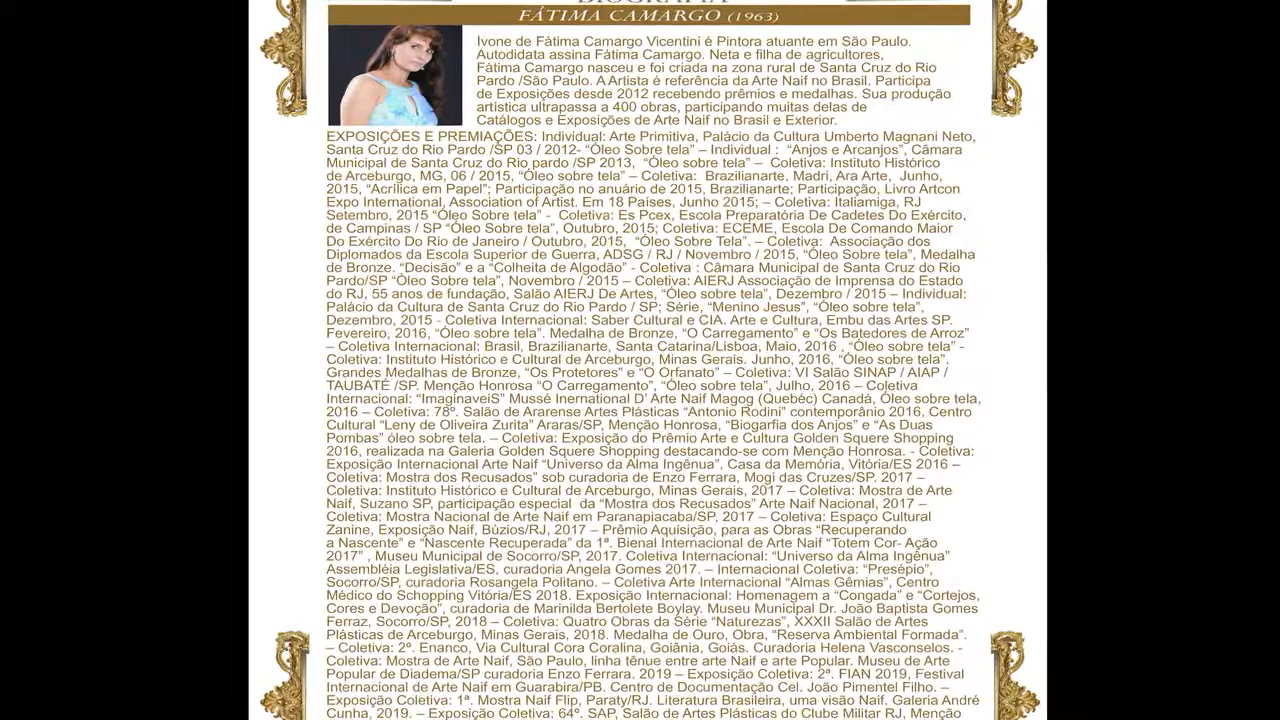 BIOGRAFIA
FÁTIMA CAMARGO (1963)
Ivone de Fátima Camargo Vicentini é Pintora atuante em São Paulo.
Autodidata assina Fátima Camargo. Neta e filha de agricultores,
Fátima Camargo nasceu e foi criada na zona rural de Santa Cruz do Rio
Pardo /São Paulo. A Artista é referência da Arte Naif no Brasil. Participa
de Exposições desde 2012 recebendo prêmios e medalhas. Sua produção
artística ultrapassa a 400 obras, participando muitas delas de
Catálogos e Exposições de Arte Naif no Brasil e Exterior.
EXPOSIÇÕES E PREMIAÇÕES: Individual: Arte Primitiva, Palácio da Cultura Umberto Magnani Neto,
Santa Cruz do Rio Pardo /SP 03 / 2012- “Óleo Sobre tela” – Individual : “Anjos e Arcanjos”, Câmara
Municipal de Santa Cruz do Rio pardo /SP 2013, “Óleo sobre tela” – Coletiva: Instituto Histórico
de Arceburgo, MG, 06 / 2015, “Óleo sobre tela” – Coletiva: Brazilianarte, Madri, Ara Arte, Junho,
2015, “Acrílica em Papel”; Participação no anuário de 2015, Brazilianarte; Participação, Livro Artcon
Expo International, Association of Artist. Em 18 Países, Junho 2015; – Coletiva: Italiamiga, RJ
Setembro, 2015 “Óleo Sobre tela” - Coletiva: Es Pcex, Escola Preparatória De Cadetes Do Exército,
de Campinas / SP “Óleo Sobre tela”, Outubro, 2015; Coletiva: ECEME, Escola De Comando Maior
Do Exército Do Rio de Janeiro / Outubro, 2015, “Óleo Sobre Tela”. – Coletiva: Associação dos
Diplomados da Escola Superior de Guerra, ADSG / RJ / Novembro / 2015, “Óleo Sobre tela”, Medalha
de Bronze. “Decisão” e a “Colheita de Algodão” - Coletiva : Câmara Municipal de Santa Cruz do Rio
Pardo/SP “Óleo Sobre tela”, Novembro / 2015 – Coletiva: AIERJ Associação de Imprensa do Estado
do RJ, 55 anos de fundação, Salão AIERJ De Artes, “Óleo sobre tela”, Dezembro / 2015 – Individual:
Palácio da Cultura de Santa Cruz do Rio Pardo / SP; Série, “Menino Jesus”, “Óleo sobre tela”,
Dezembro, 2015 - Coletiva Internacional: Saber Cultural e CIA. Arte e Cultura, Embu das Artes SP.
Fevereiro, 2016, “Óleo sobre tela”. Medalha de Bronze, “O Carregamento” e “Os Batedores de Arroz”
– Coletiva Internacional: Brasil, Brazilianarte, Santa Catarina/Lisboa, Maio, 2016 , “Óleo sobre tela” -
Coletiva: Instituto Histórico e Cultural de Arceburgo, Minas Gerais. Junho, 2016, “Óleo sobre tela”.
Grandes Medalhas de Bronze, “Os Protetores” e “O Orfanato” – Coletiva: VI Salão SINAP / AIAP /
TAUBATÉ /SP. Menção Honrosa “O Carregamento”, “Óleo sobre tela”, Julho, 2016 – Coletiva
Internacional: “ImaginaveiS” Mussé Inernational D’ Arte Naif Magog (Quebéc) Canadá, Óleo sobre tela,
2016 – Coletiva: 78º. Salão de Ararense Artes Plásticas “Antonio Rodini” contemporânio 2016, Centro
Cultural “Leny de Oliveira Zurita” Araras/SP, Menção Honrosa, “Biogarfia dos Anjos” e “As Duas
Pombas” óleo sobre tela. – Coletiva: Exposição do Prêmio Arte e Cultura Golden Squere Shopping
2016, realizada na Galeria Golden Squere Shopping destacando-se com Menção Honrosa. - Coletiva:
Exposição Internacional Arte Naif “Universo da Alma Ingênua”, Casa da Memória, Vitória/ES 2016 –
Coletiva: Mostra dos Recusados” sob curadoria de Enzo Ferrara, Mogi das Cruzes/SP. 2017 –
Coletiva: Instituto Histórico e Cultural de Arceburgo, Minas Gerais, 2017 – Coletiva: Mostra de Arte
Naif, Suzano SP, participação especial da “Mostra dos Recusados” Arte Naif Nacional, 2017 –
Coletiva: Mostra Nacional de Arte Naif em Paranapiacaba/SP, 2017 – Coletiva: Espaço Cultural
Zanine, Exposição Naif, Búzios/RJ, 2017 – Prêmio Aquisição, para as Obras “Recuperando
a Nascente” e “Nascente Recuperada” da 1ª. Bienal Internacional de Arte Naif “Totem Cor- Ação
2017” , Museu Municipal de Socorro/SP, 2017. Coletiva Internacional: “Universo da Alma Ingênua”
Assembléia Legislativa/ES, curadoria Angela Gomes 2017. – Internacional Coletiva: “Presépio”,
Socorro/SP, curadoria Rosangela Politano. – Coletiva Arte Internacional “Almas Gêmias”, Centro
Médico do Schopping Vitória/ES 2018. Exposição Internacional: Homenagem a “Congada” e “Cortejos,
Cores e Devoção”, curadoria de Marinilda Bertolete Boylay. Museu Municipal Dr. João Baptista Gomes
Ferraz, Socorro/SP, 2018 – Coletiva: Quatro Obras da Série “Naturezas”, XXXII Salão de Artes
Plásticas de Arceburgo, Minas Gerais, 2018. Medalha de Ouro, Obra, “Reserva Ambiental Formada”.
– Coletiva: 2º. Enanco, Via Cultural Cora Coralina, Goiânia, Goiás. Curadoria Helena Vasconselos. -
Coletiva: Mostra de Arte Naif, São Paulo, linha tênue entre arte Naif e arte Popular. Museu de Arte
Popular de Diadema/SP curadoria Enzo Ferrara. 2019 – Exposição Coletiva: 2ª. FIAN 2019, Festival
Internacional de Arte Naif em Guarabira/PB. Centro de Documentação Cel. João Pimentel Filho. –
Exposição Coletiva: 1ª. Mostra Naif Flip, Paraty/RJ. Literatura Brasileira, uma visão Naif. Galeria André
Cunha, 2019. – Exposição Coletiva: 64º. SAP, Salão de Artes Plásticas do Clube Militar RJ, Menção